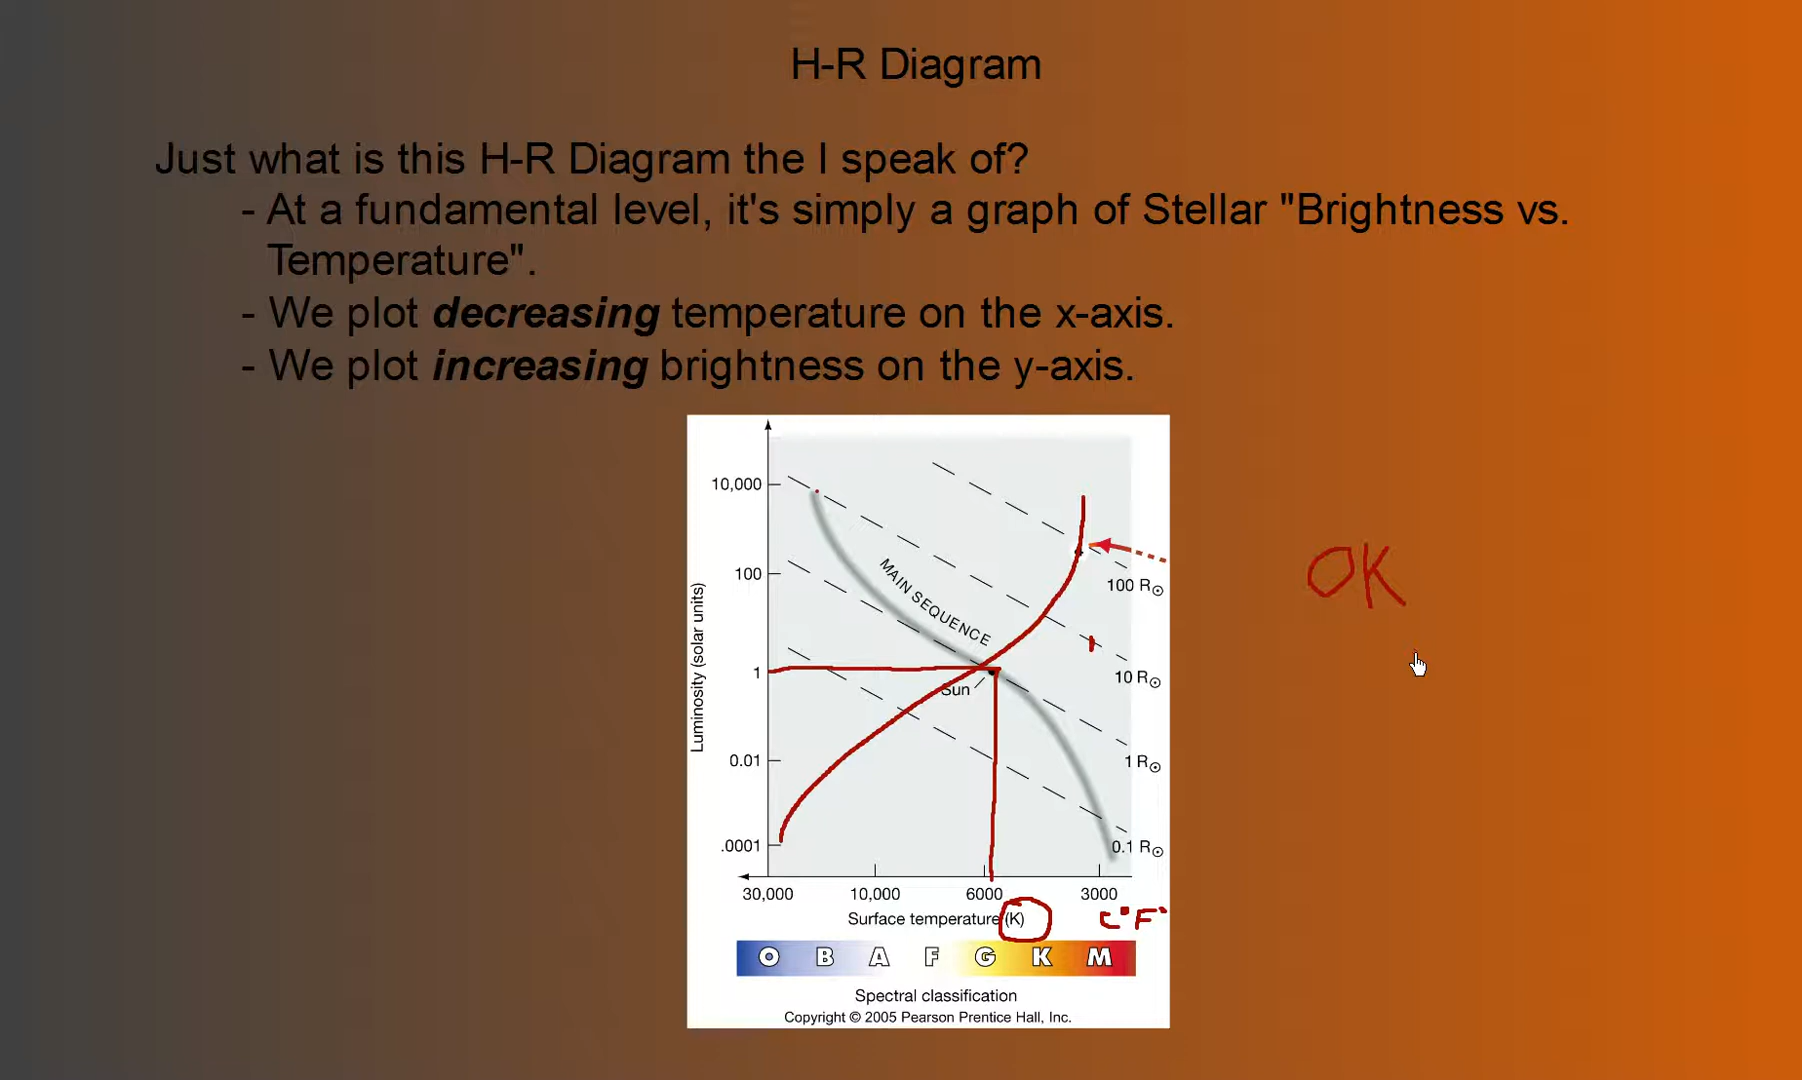 H-R Diagram
Just what is this H-R Diagram the I speak of?
- At a fundamental level, it's simply a graph of Stellar "Brightness vs.
Temperature".
- We plot decreasing temperature on the x-axis.
- We plot increasing brightness on the y-axis.
10,000
100
1
0.01
.0001
Luminosity (solar units)
MAIN SEQUENCE
Sun
100 R☉
10 R☉
1 R☉
0.1 R☉
OK
30,000 10,000 6000 3000
Surface temperature (K)
C° F°
O B A F G K M
Spectral classification
Copyright © 2005 Pearson Prentice Hall, Inc.